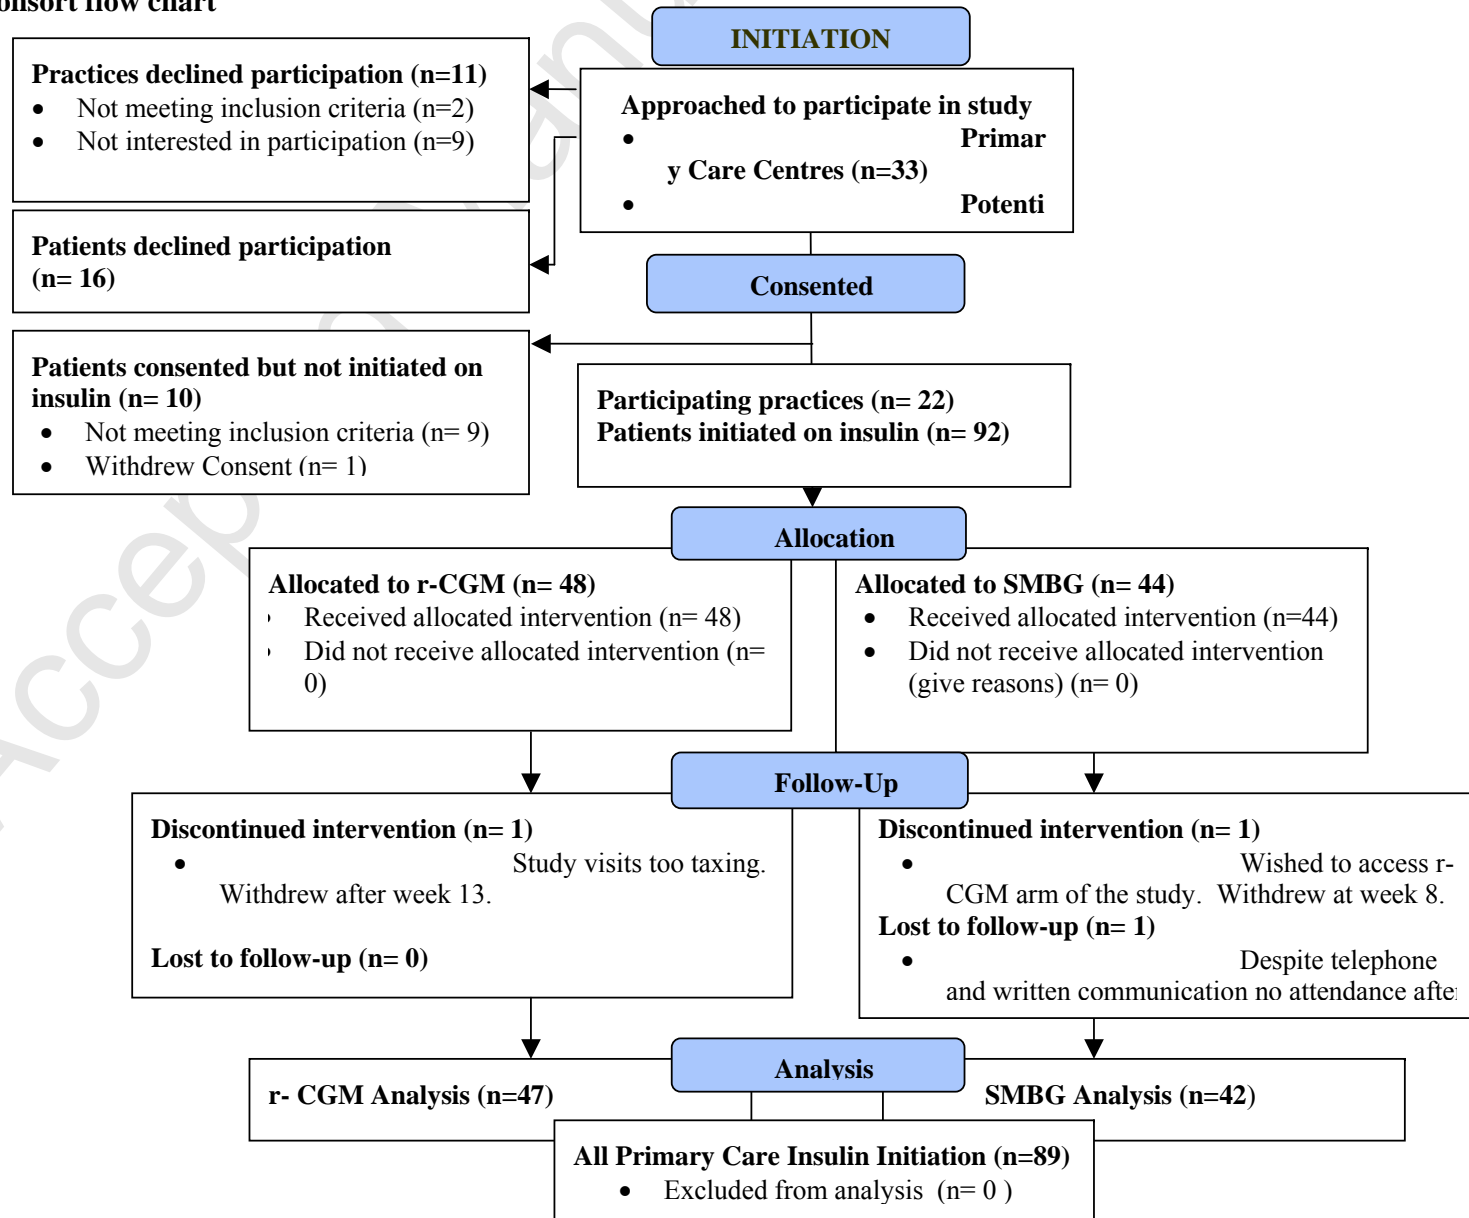 onsort flow chart
INITIATION
Practices declined participation (n=11)
• Not meeting inclusion criteria (n=2)
• Not interested in participation (n=9)
Approached to participate in study
• Primar
y Care Centres (n=33)
• Potenti
Patients declined participation
(n= 16)
Consented
Patients consented but not initiated on
insulin (n= 10)
• Not meeting inclusion criteria (n= 9)
• Withdrew Consent (n= 1)
Participating practices (n= 22)
Patients initiated on insulin (n= 92)
Allocation
Allocated to r-CGM (n= 48)
• Received allocated intervention (n= 48)
• Did not receive allocated intervention (n=
0)
Allocated to SMBG (n= 44)
• Received allocated intervention (n=44)
• Did not receive allocated intervention
(give reasons) (n= 0)
Follow-Up
Discontinued intervention (n= 1)
• Study visits too taxing.
Withdrew after week 13.
Lost to follow-up (n= 0)
Discontinued intervention (n= 1)
• Wished to access r-
CGM arm of the study. Withdrew at week 8.
Lost to follow-up (n= 1)
• Despite telephone
and written communication no attendance after
Analysis
r- CGM Analysis (n=47)
SMBG Analysis (n=42)
All Primary Care Insulin Initiation (n=89)
• Excluded from analysis (n= 0 )